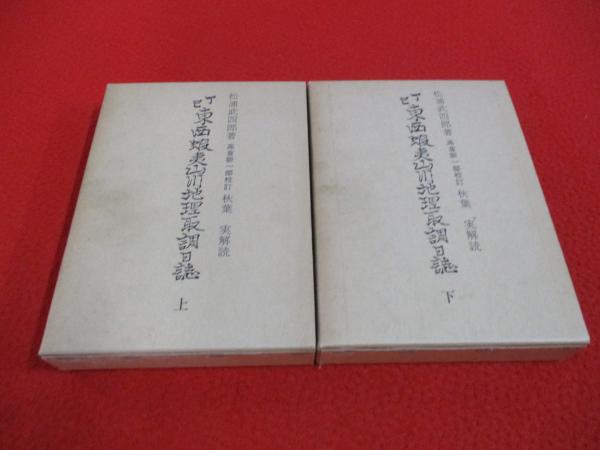 松浦武四郎著 高倉新一郎校訂 秋葉 実解読
丁巳 東西蝦夷山川地理取調日誌
上
松浦武四郎著 高倉新一郎校訂 秋葉 実解読
丁巳 東西蝦夷山川地理取調日誌
下